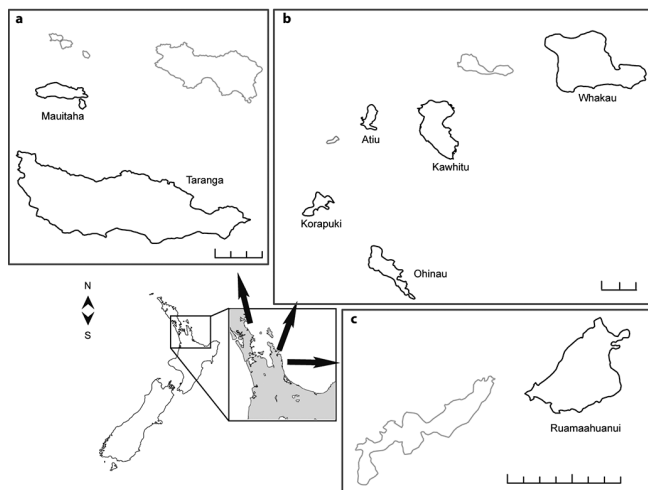 a
Mauitaha
Taranga
b
Whakau
Atiu
Kawhitu
Korapuki
Ohinau
N
S
c
Ruamaahuanui